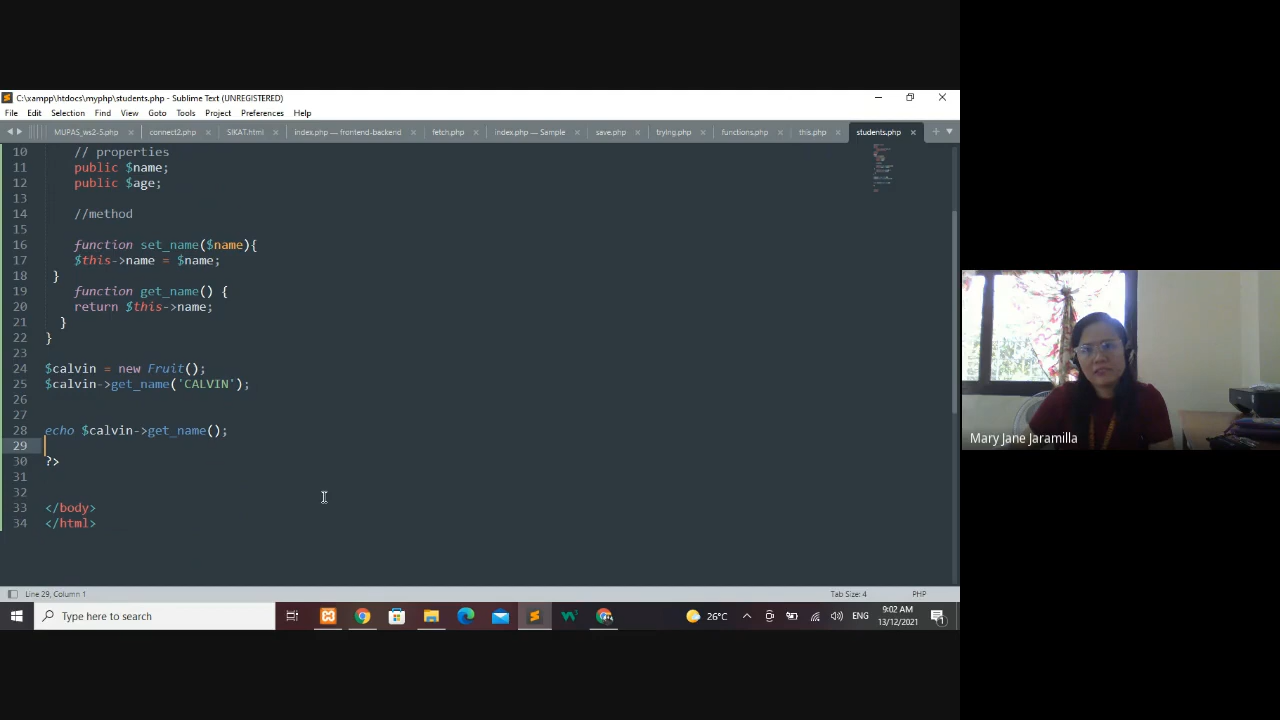 C:\xampp\htdocs\myphp\students.php - Sublime Text (UNREGISTERED)
File Edit Selection Find View Goto Tools Project Preferences Help
MUPAS_ws2-5.php connect2.php SIKAT.html index.php — frontend-backend fetch.php index.php — Sample save.php trying.php functions.php this.php students.php
10 // properties
11 public $name;
12 public $age;
13
14 //method
15
16 function set_name($name){
17 $this->name = $name;
18 }
19 function get_name() {
20 return $this->name;
21 }
22 }
23
24 $calvin = new Fruit();
25 $calvin->get_name('CALVIN');
26
27
28 echo $calvin->get_name();
29
30 ?>
31
32
33 </body>
34 </html>
Mary Jane Jaramilla
Line 29, Column 1 Tab Size: 4 PHP
Type here to search 26°C ENG 9:02 AM
13/12/2021